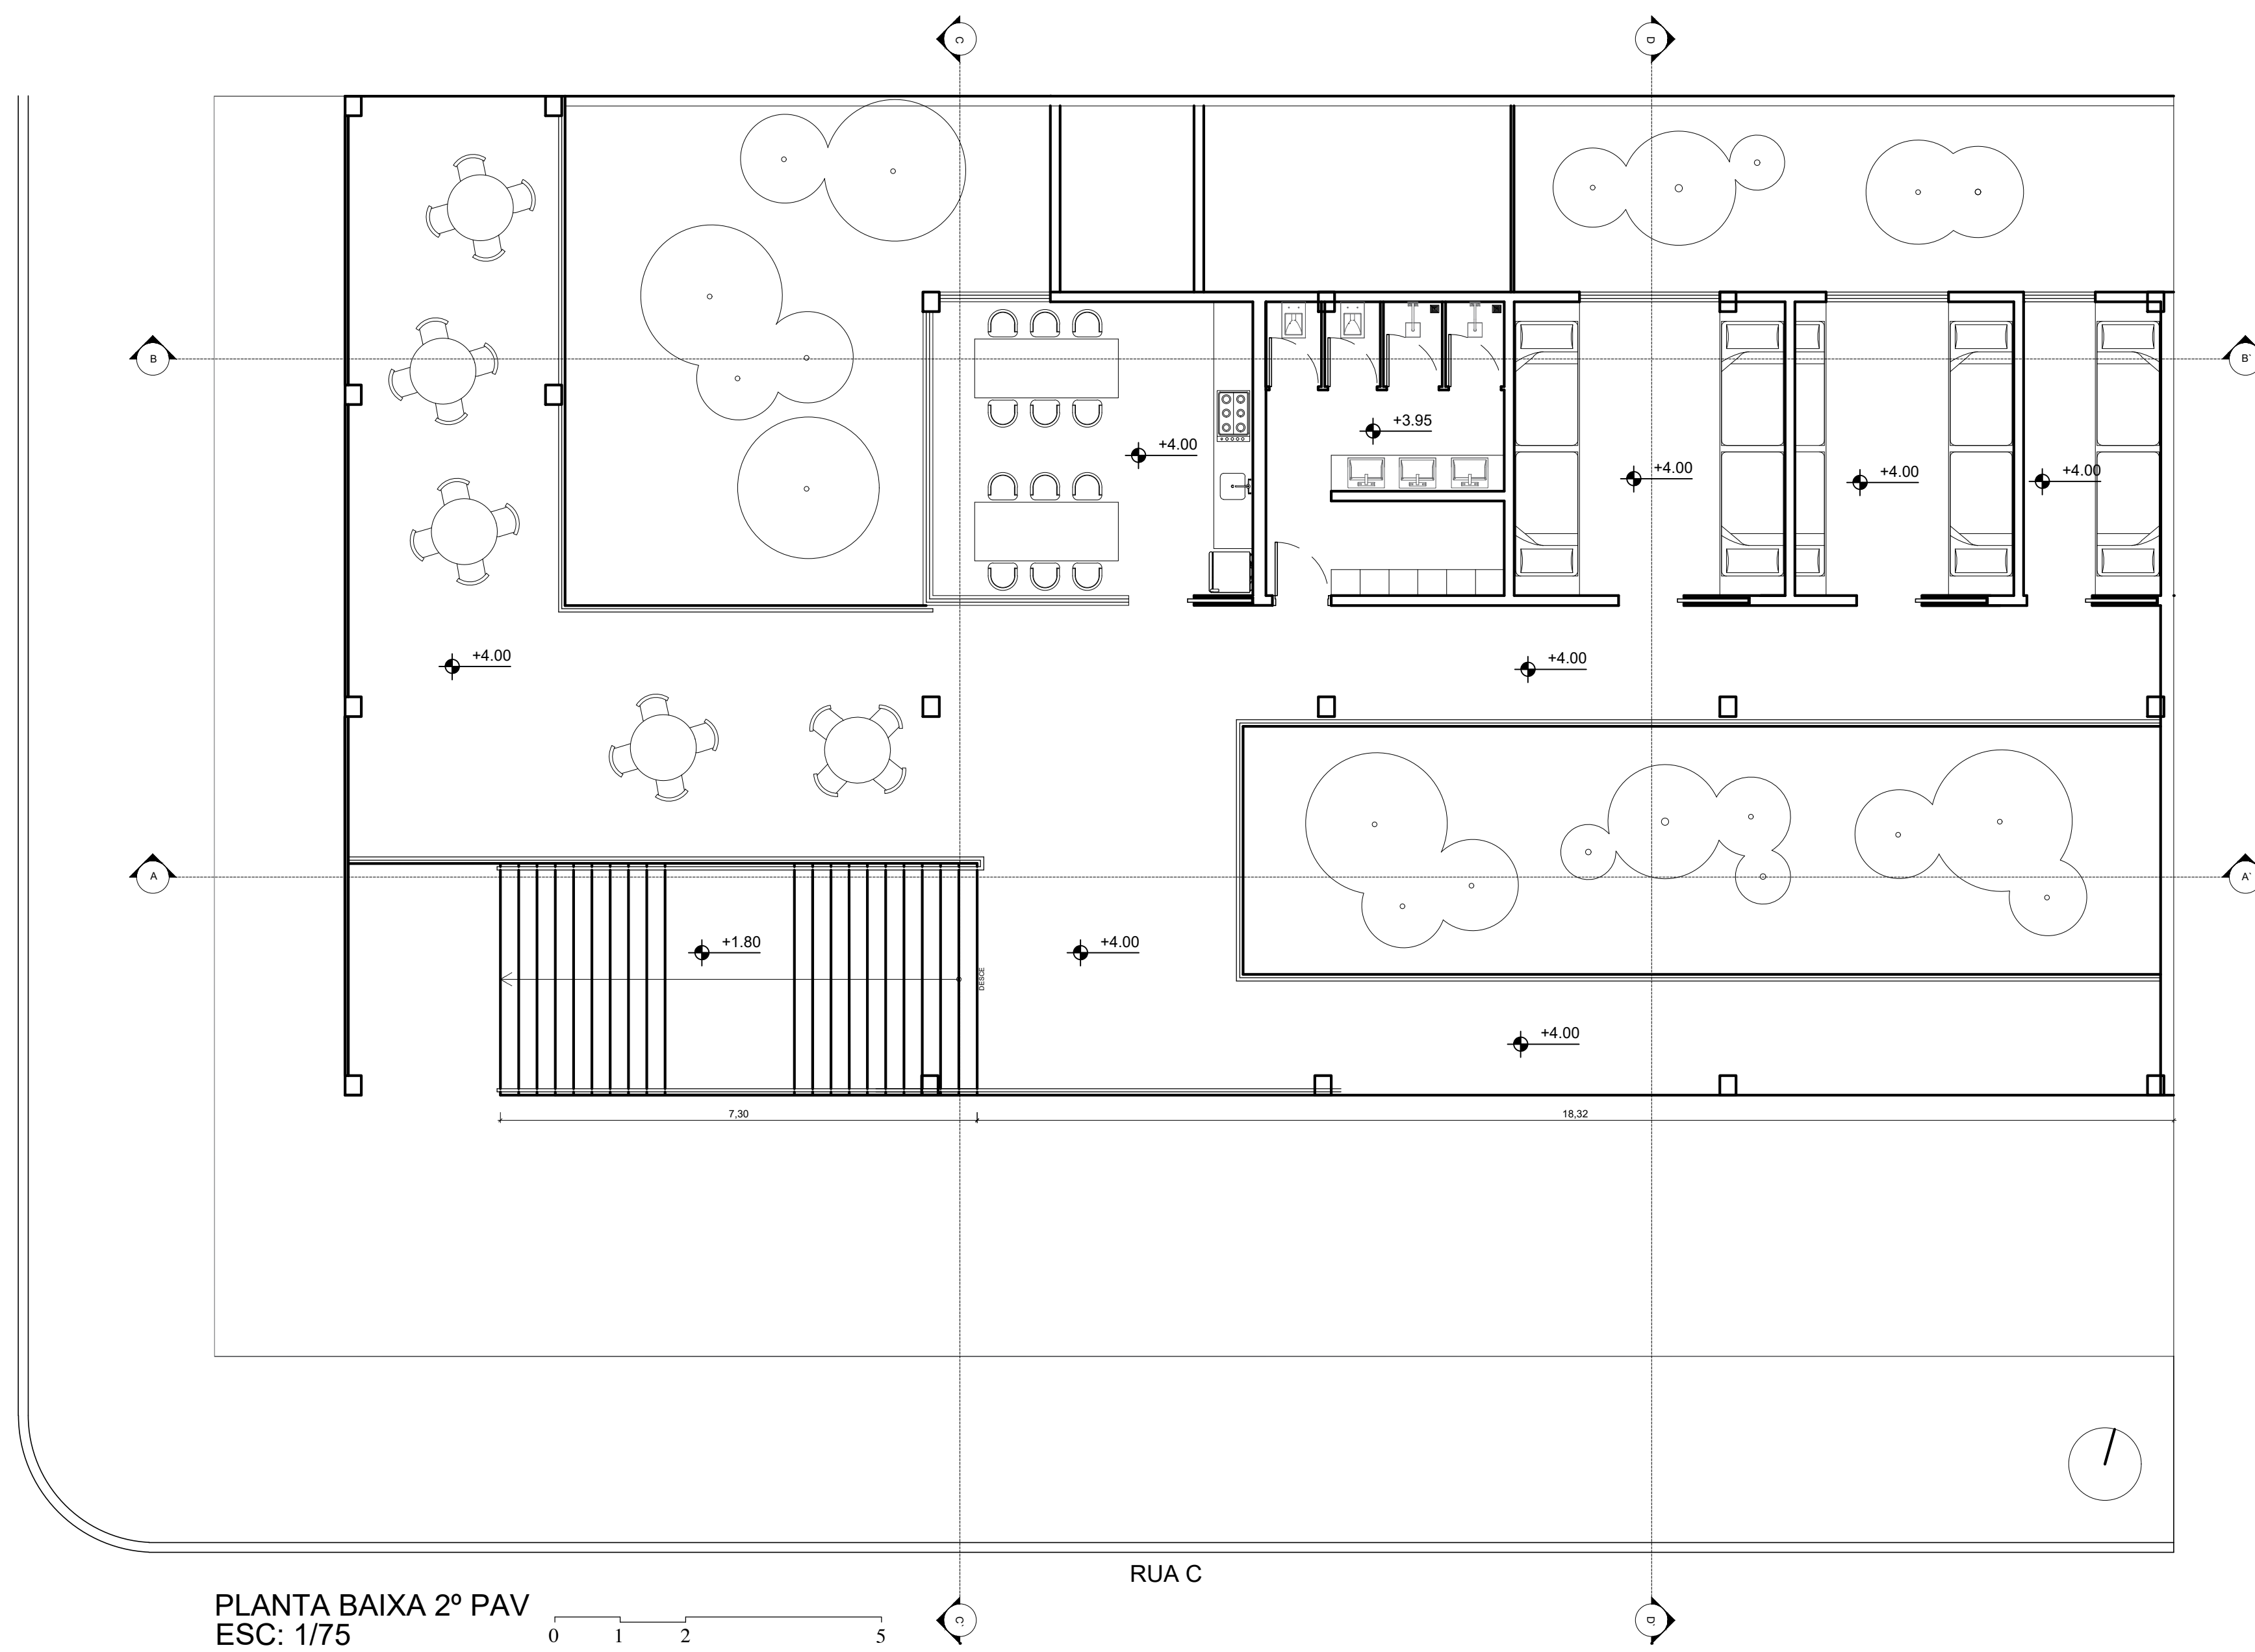 C
D
B
B`
+3.95
+4.00
+4.00
+4.00
+4.00
+4.00
+4.00
A
A`
+1.80
+4.00
DESCE
+4.00
7,30
18,32
RUA C
PLANTA BAIXA 2º PAV
ESC: 1/75
0 1 2 5
C`
D`